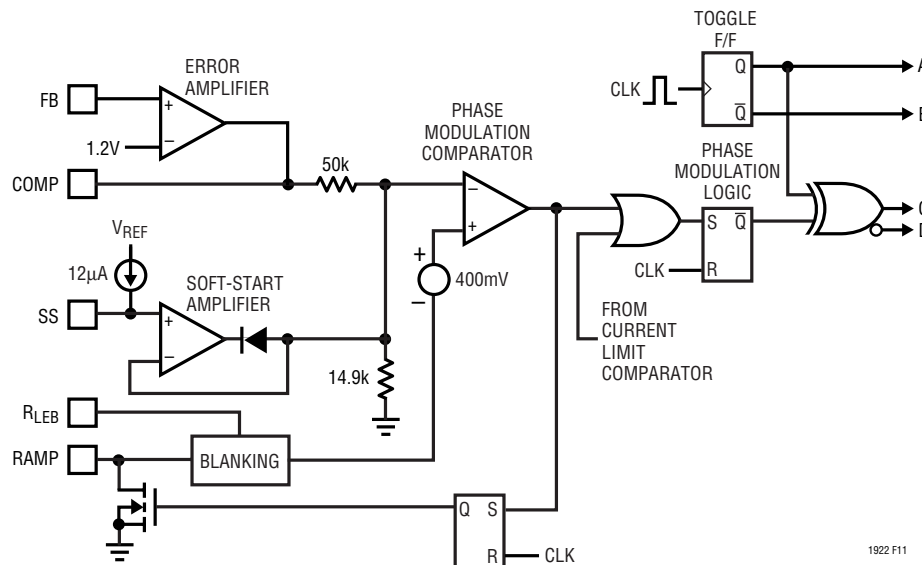 TOGGLE
F/F
ERROR
AMPLIFIER
Q
A
FB
+
CLK
1.2V
−
Q̅
B
PHASE
MODULATION
COMPARATOR
PHASE
MODULATION
LOGIC
COMP
50k
−
+
S Q̅
C
D
V_REF
12µA
+
400mV
−
CLK
R
SOFT-START
AMPLIFIER
SS
+
−
FROM
CURRENT
LIMIT
COMPARATOR
14.9k
R_LEB
RAMP
BLANKING
Q S
R
CLK
1922 F11